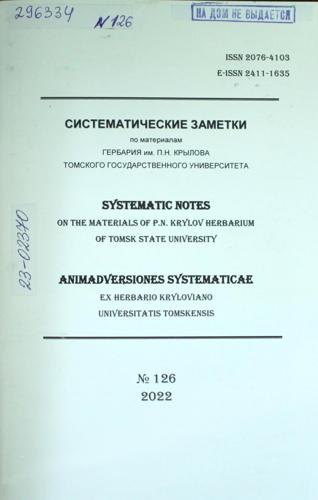 296334
N 126
НА ДОМ НЕ ВЫДАЕТСЯ
ISSN 2076-4103
E-ISSN 2411-1635
СИСТЕМАТИЧЕСКИЕ ЗАМЕТКИ
по материалам
ГЕРБАРИЯ им. П.Н. КРЫЛОВА
ТОМСКОГО ГОСУДАРСТВЕННОГО УНИВЕРСИТЕТА
SYSTEMATIC NOTES
ON THE MATERIALS OF P.N. KRYLOV HERBARIUM
OF TOMSK STATE UNIVERSITY
23-02370
ANIMADVERSIONES SYSTEMATICAE
EX HERBARIO KRYLOVIANO
UNIVERSITATIS TOMSKENSIS
№ 126
2022